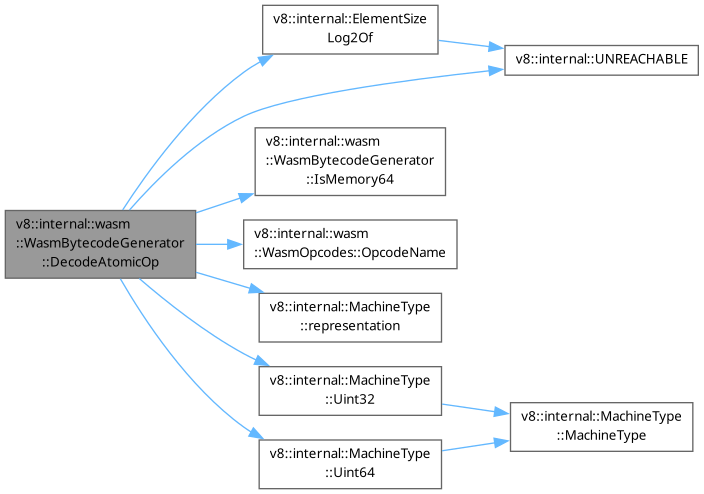 v8::internal::ElementSize
Log2Of
v8::internal::UNREACHABLE
v8::internal::wasm
::WasmBytecodeGenerator
::IsMemory64
v8::internal::wasm
::WasmBytecodeGenerator
::DecodeAtomicOp
v8::internal::wasm
::WasmOpcodes::OpcodeName
v8::internal::MachineType
::representation
v8::internal::MachineType
::Uint32
v8::internal::MachineType
::MachineType
v8::internal::MachineType
::Uint64